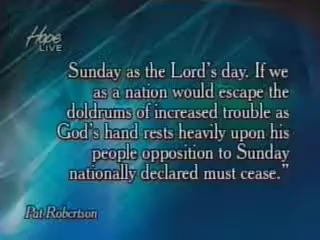 Hope
LIVE
Sunday as the Lord's day. If we
as a nation would escape the
doldrums of increased trouble as
God's hand rests heavily upon his
people opposition to Sunday
nationally declared must cease."
Pat Robertson